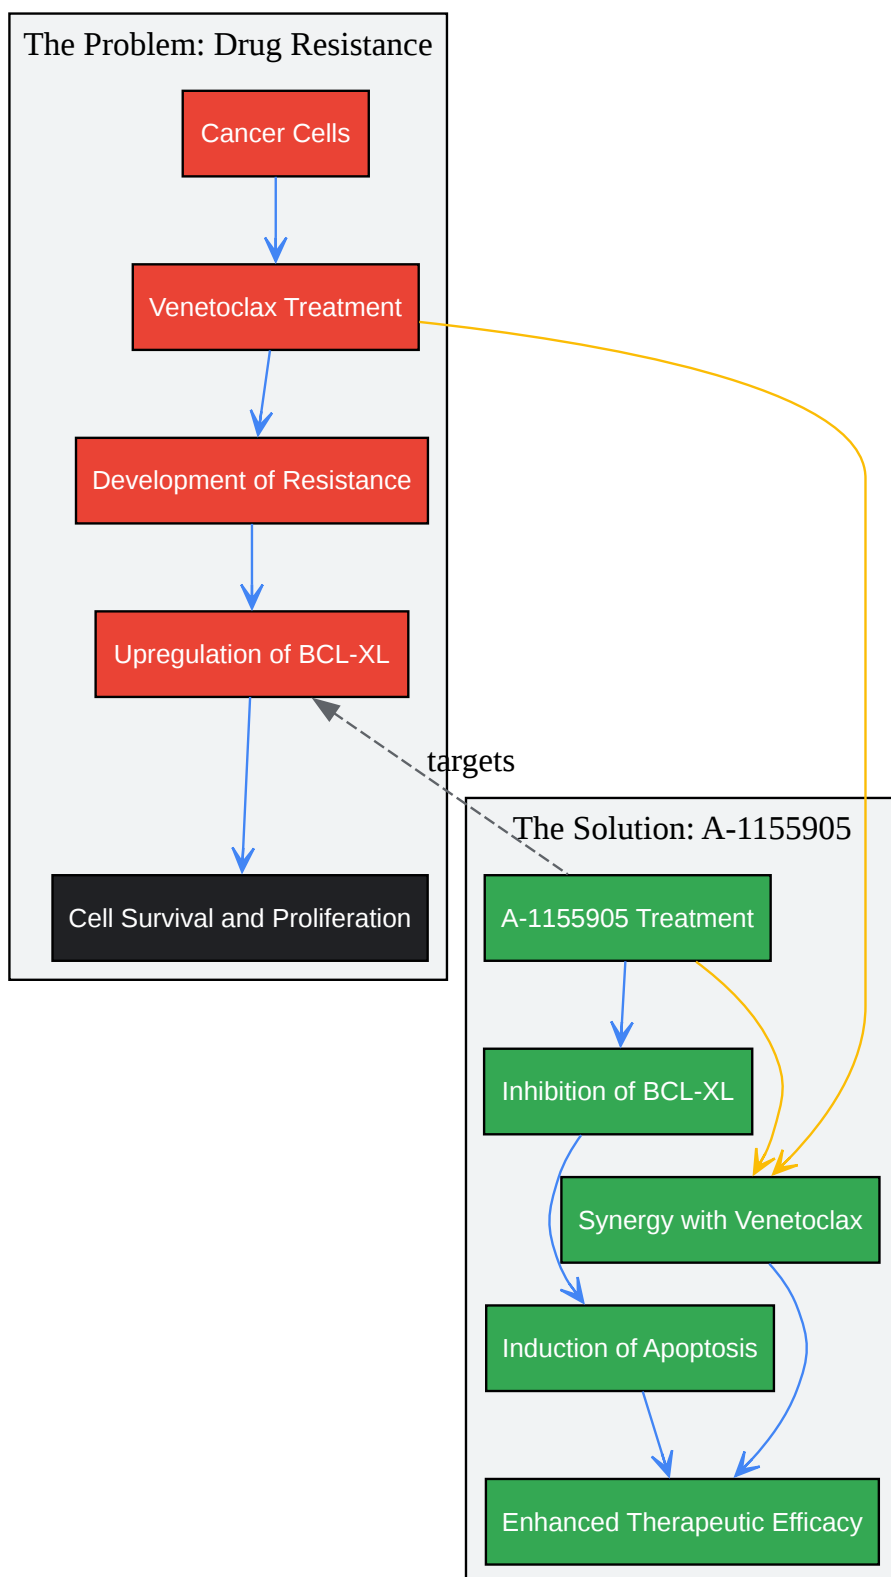 The Problem: Drug Resistance
Cancer Cells
Venetoclax Treatment
Development of Resistance
Upregulation of BCL-XL
targets
Cell Survival and Proliferation
The Solution: A-1155905
A-1155905 Treatment
Inhibition of BCL-XL
Synergy with Venetoclax
Induction of Apoptosis
Enhanced Therapeutic Efficacy